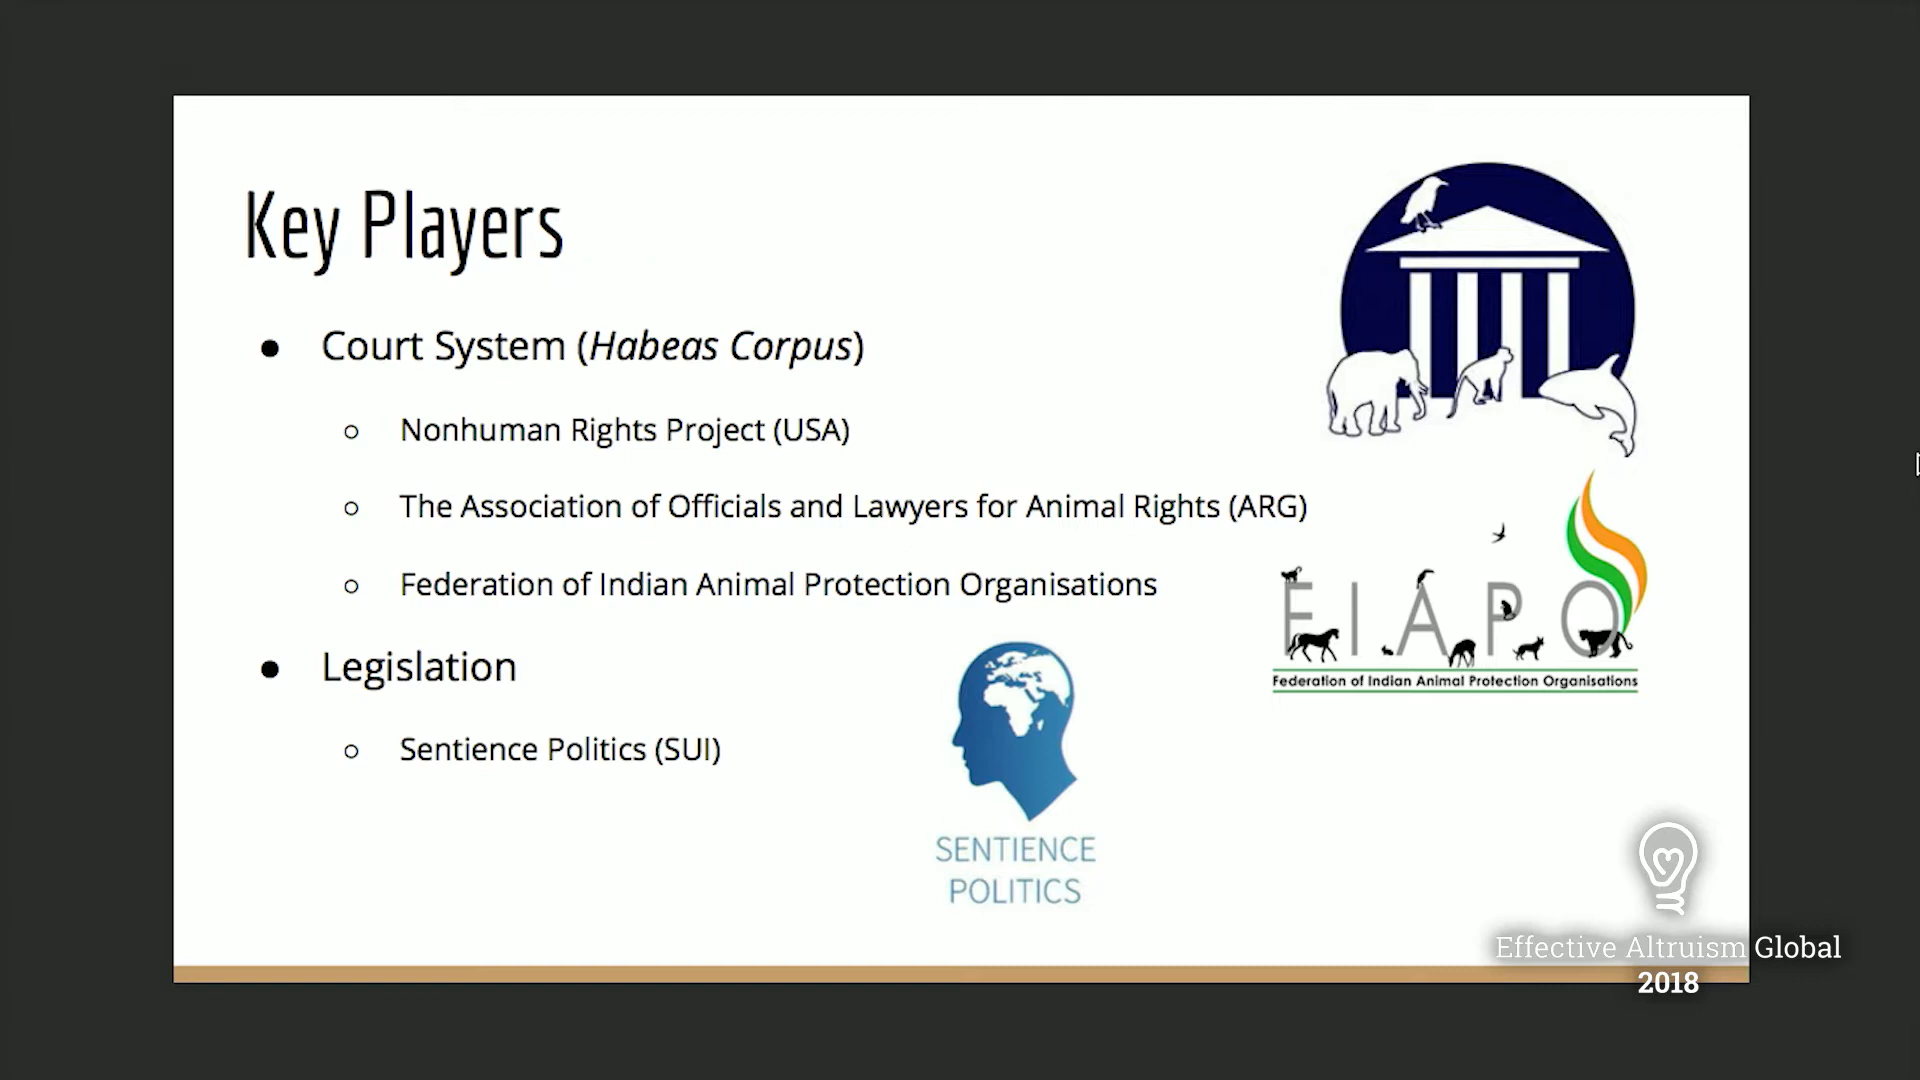 Key Players
● Court System (Habeas Corpus)
○ Nonhuman Rights Project (USA)
○ The Association of Officials and Lawyers for Animal Rights (ARG)
○ Federation of Indian Animal Protection Organisations
● Legislation
○ Sentience Politics (SUI)
FIAPO
Federation of Indian Animal Protection Organisations
SENTIENCE
POLITICS
Effective Altruism Global
2018